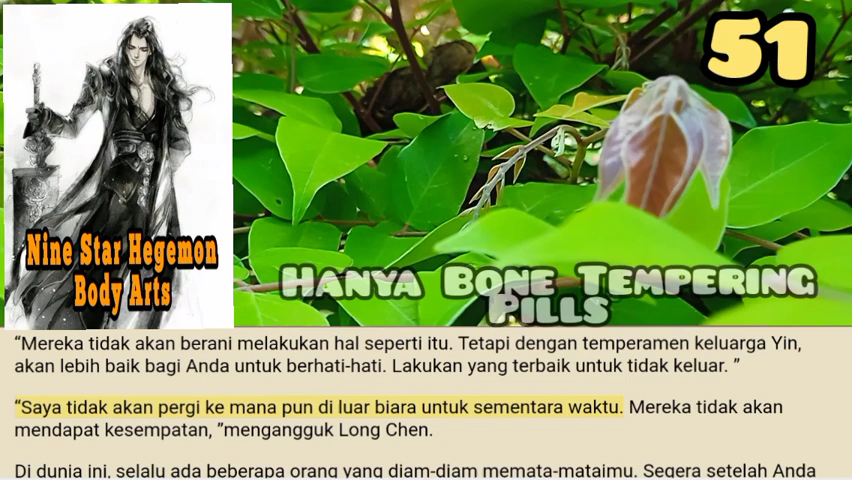 51
Nine Star Hegemon
Body Arts
Hanya Bone Tempering
Pills
“Mereka tidak akan berani melakukan hal seperti itu. Tetapi dengan temperamen keluarga Yin,
akan lebih baik bagi Anda untuk berhati-hati. Lakukan yang terbaik untuk tidak keluar. ”
“Saya tidak akan pergi ke mana pun di luar biara untuk sementara waktu. Mereka tidak akan
mendapat kesempatan, ”mengangguk Long Chen.
Di dunia ini, selalu ada beberapa orang yang diam-diam memata-mataimu. Segera setelah Anda